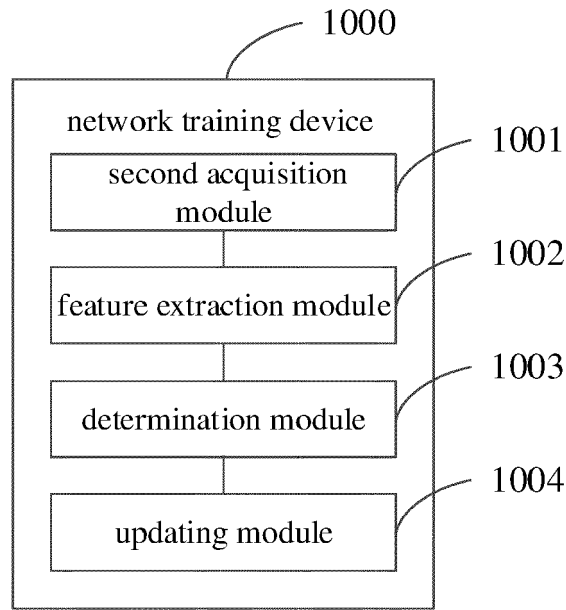 1000
network training device
1001
second acquisition
module
1002
feature extraction module
1003
determination module
1004
updating module